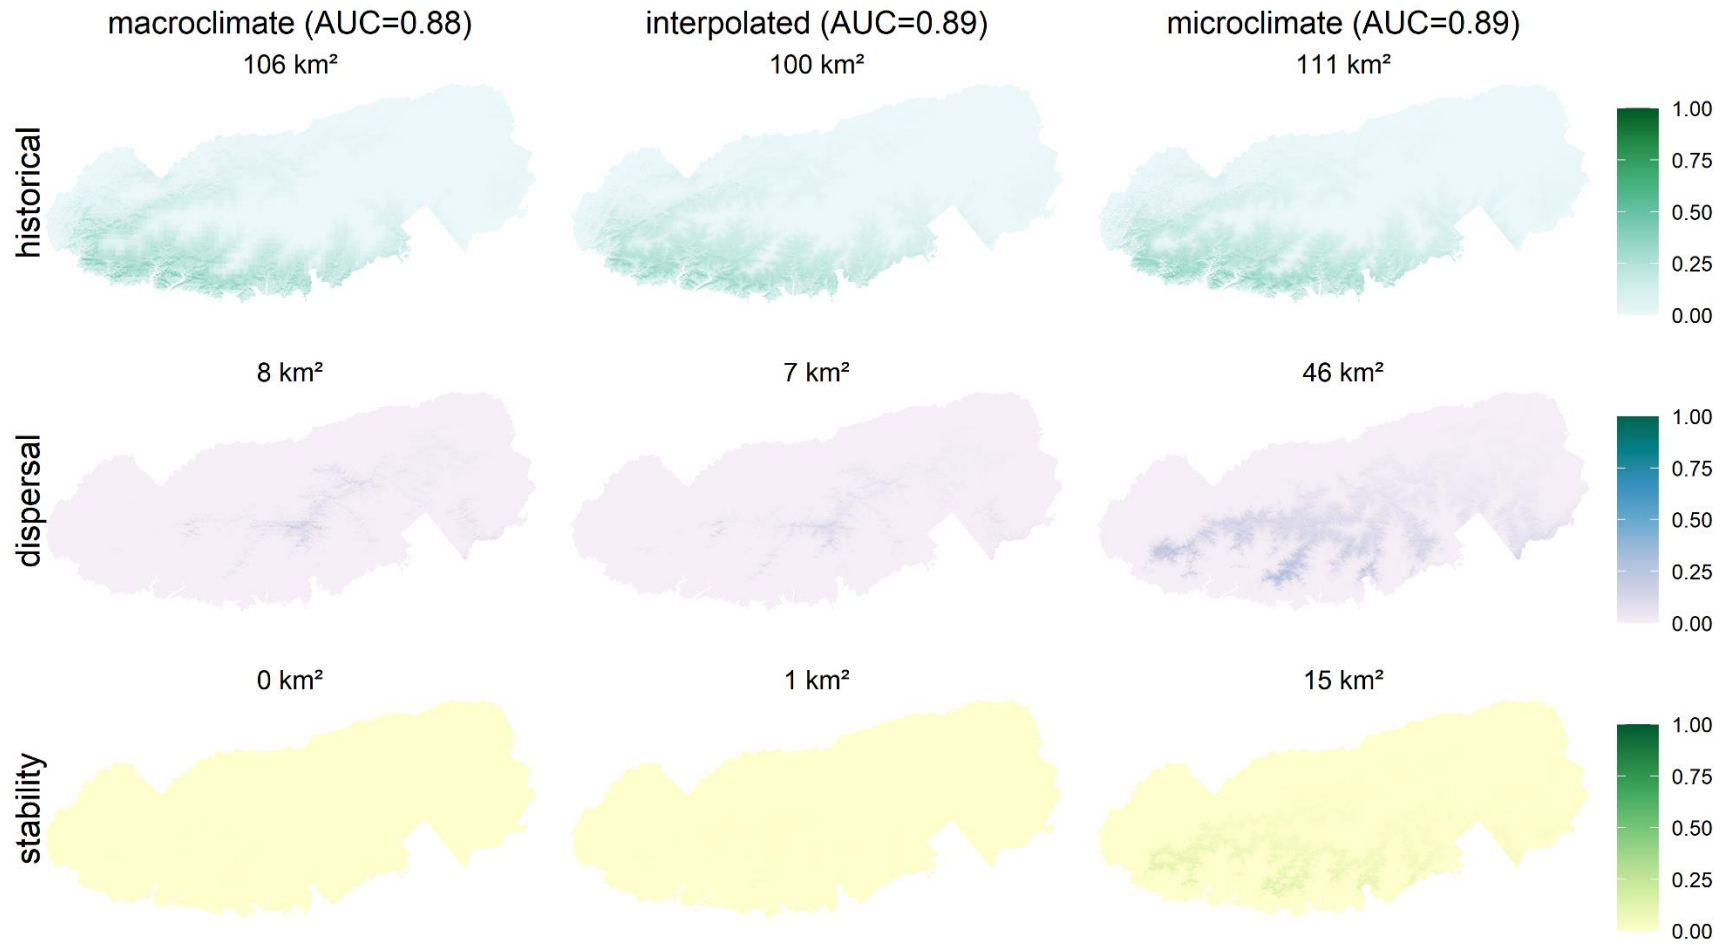 macroclimate (AUC=0.88) interpolated (AUC=0.89) microclimate (AUC=0.89)
106 km² 100 km² 111 km²
historical
1.00
0.75
0.50
0.25
0.00
8 km² 7 km² 46 km²
dispersal
1.00
0.75
0.50
0.25
0.00
0 km² 1 km² 15 km²
stability
1.00
0.75
0.50
0.25
0.00